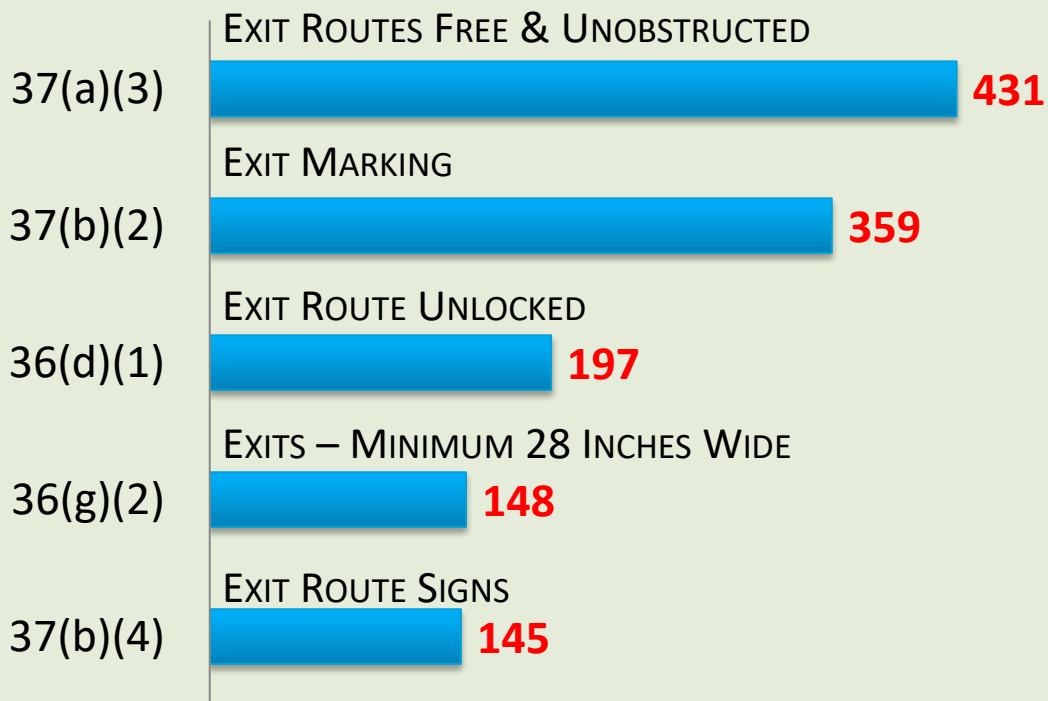 Exit Routes Free & Unobstructed
37(a)(3) 431
Exit Marking
37(b)(2) 359
Exit Route Unlocked
36(d)(1) 197
Exits – Minimum 28 Inches Wide
36(g)(2) 148
Exit Route Signs
37(b)(4) 145